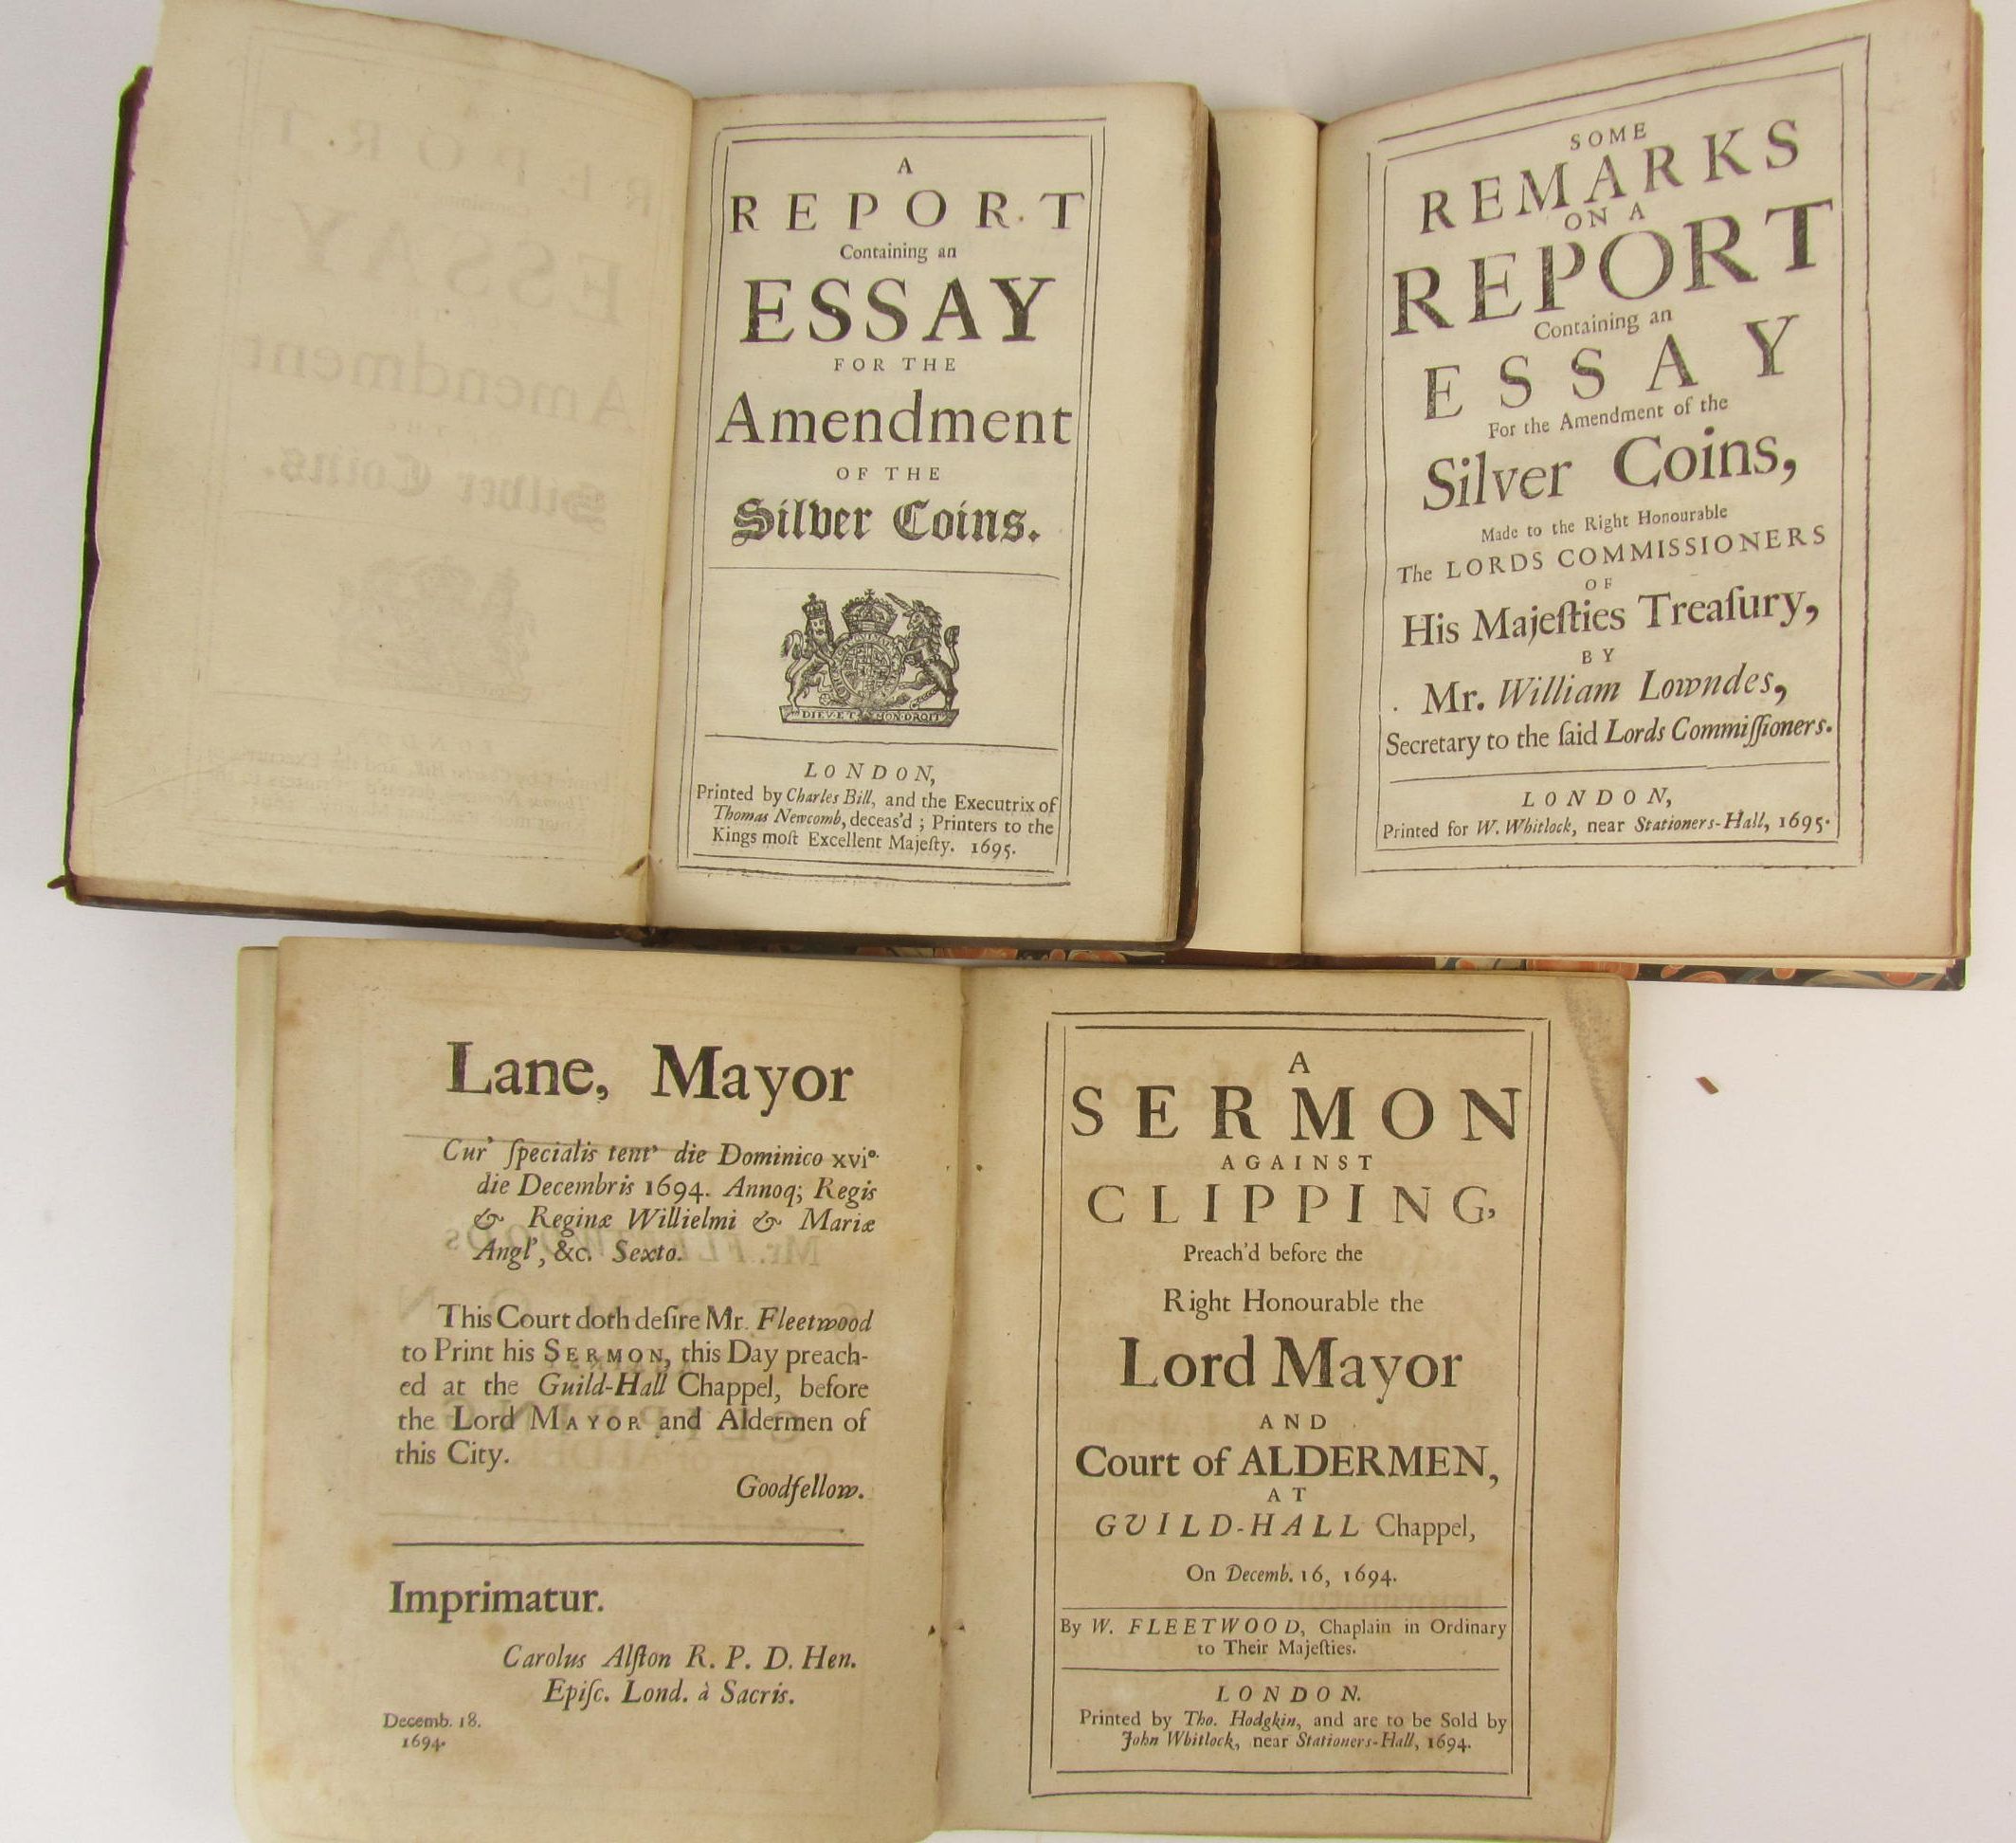 A
REPORT
Containing an
ESSAY
FOR THE
Amendment
OF THE
Silver Coins.
DIEV·ET MON·DROIT
LONDON,
Printed by Charles Bill, and the Executrix of
Thomas Newcomb, deceas'd ; Printers to the
Kings moſt Excellent Majeſty. 1695.
SOME
REMARKS
ON A
REPORT
Containing an
ESSAY
For the Amendment of the
Silver Coins,
Made to the Right Honourable
The LORDS COMMISSIONERS
OF
His Majeſties Treaſury,
BY
Mr. William Lowndes,
Secretary to the ſaid Lords Commiſſioners.
LONDON,
Printed for W. Whitlock, near Stationers-Hall, 1695.
Lane, Mayor
Cur' ſpecialis tent' die Dominico xvi°.
die Decembris 1694. Annoq; Regis
& Reginæ Willielmi & Mariæ
Angl', &c. Sexto.
This Court doth deſire Mr. Fleetwood
to Print his SERMON, this Day preach-
ed at the Guild-Hall Chappel, before
the Lord MAYOR and Aldermen of
this City.
Goodfellow.
Imprimatur.
Carolus Alſton R. P. D. Hen.
Epiſc. Lond. à Sacris.
Decemb. 18.
1694.
A
SERMON
AGAINST
CLIPPING,
Preach'd before the
Right Honourable the
Lord Mayor
AND
Court of ALDERMEN,
AT
GUILD-HALL Chappel,
On Decemb. 16, 1694.
By W. FLEETWOOD, Chaplain in Ordinary
to Their Majeſties.
LONDON.
Printed by Tho. Hodgkin, and are to be Sold by
John Whitlock, near Stationers-Hall, 1694.